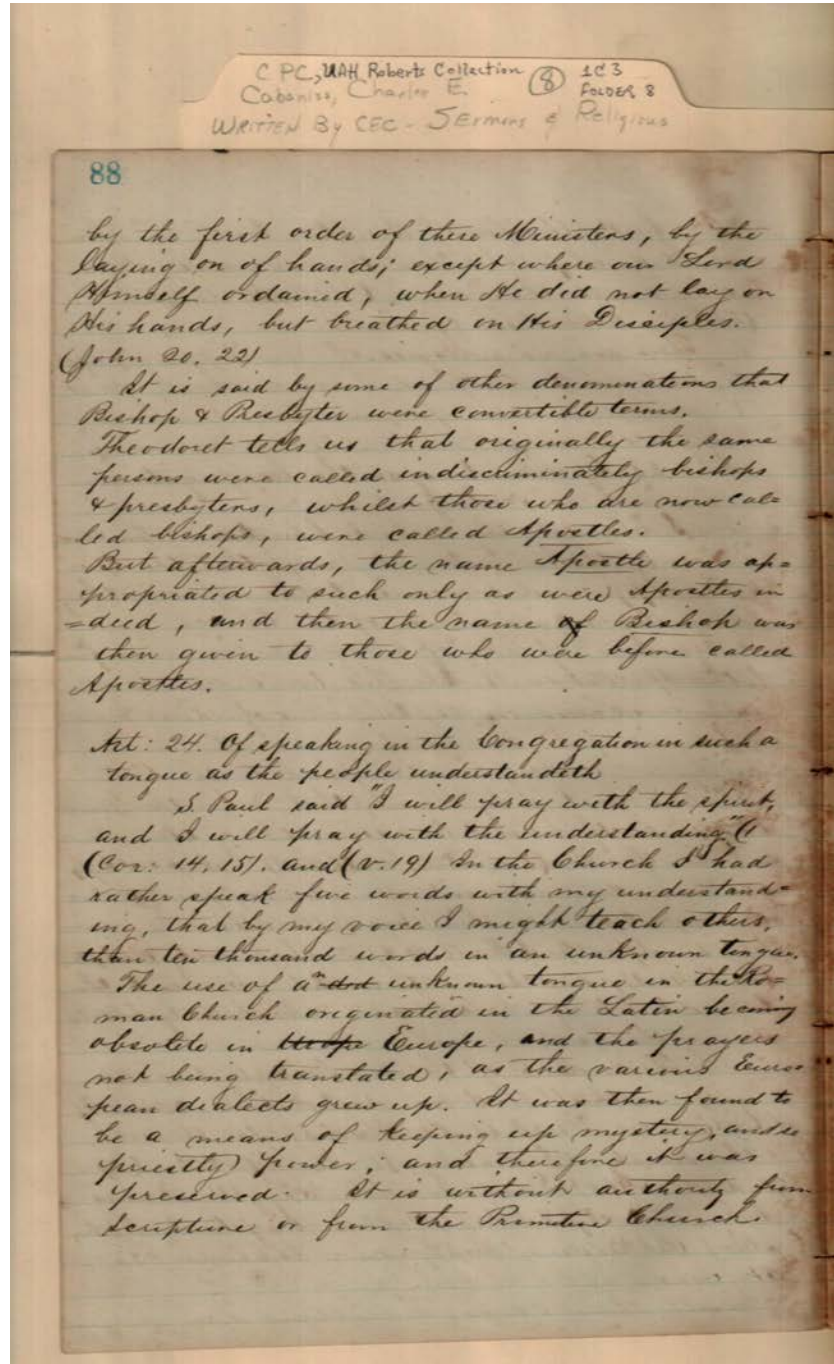 CPC, UAH Roberts Collection (8) 1C3
Cabaniss, Charles E. FOLDER 8
WRITTEN By CEC - SERmons & Religious
88
by the first order of these Ministers, by the
laying on of hands; except where our Lord
Himself ordained, when He did not lay on
His hands, but breathed on His Disciples.
(John 20. 22)
It is said by some of other denominations that
Bishop & Presbyter were convertible terms.
Theodoret tells us that originally the same
persons were called indiscriminately bishops
& presbyters, whilst those who are now cal=
led bishops, were called Apostles.
But afterwards, the name Apostle was ap=
propriated to such only as were Apostles in
=deed, and then the name of Bishop was
then given to those who were before called
Apostles.
Art: 24. Of speaking in the Congregation in such a
tongue as the people understandeth
S. Paul said "I will pray with the spirit,
and I will pray with the understanding" (1
(Cor: 14. 15). and (v. 19) In the Church I had
rather speak five words with my understand=
ing, that by my voice I might teach others,
than ten thousand words in an unknown tongue.
The use of an unknown tongue in the Ro=
man Church originated in the Latin becoming
obsolete in Europe, and the prayers
not being translated, as the various Euro
pean dialects grew up. It was then found to
be a means of keeping up mystery, and so
priestly power; and therefore it was
preserved. It is without authority from
Scripture or from the Primitive Church.